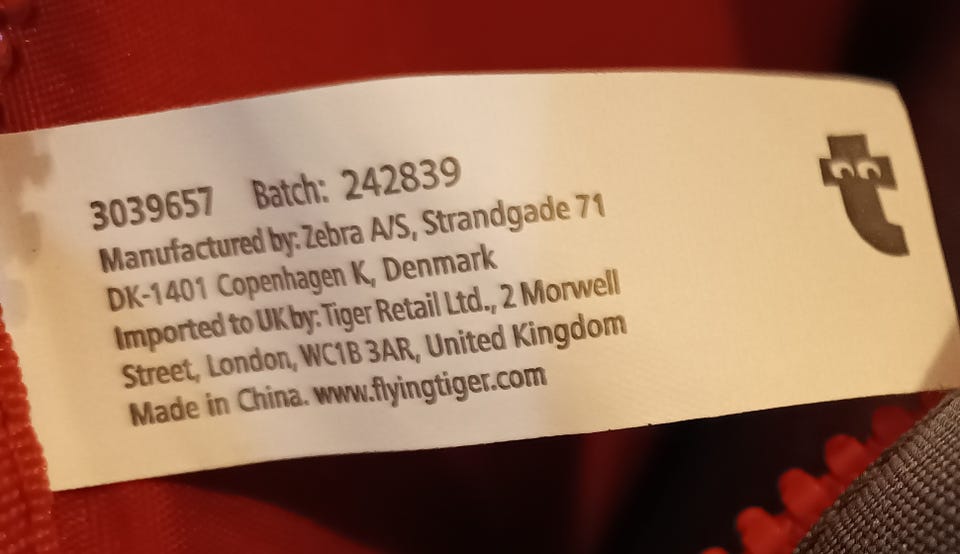 3039657 Batch: 242839
Manufactured by: Zebra A/S, Strandgade 71
DK-1401 Copenhagen K, Denmark
Imported to UK by: Tiger Retail Ltd., 2 Morwell
Street, London, WC1B 3AR, United Kingdom
Made in China. www.flyingtiger.com